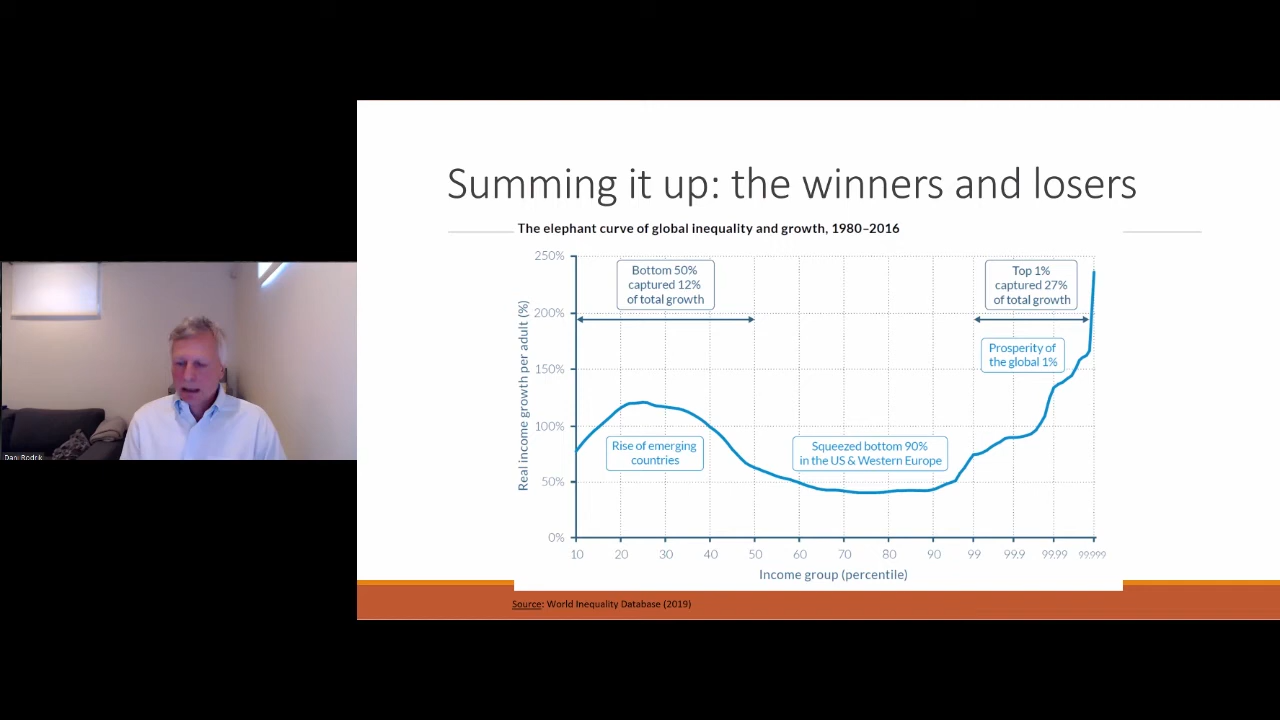 Summing it up: the winners and losers
The elephant curve of global inequality and growth, 1980–2016
Real income growth per adult (%)
250%
200%
150%
100%
50%
0%
Bottom 50%
captured 12%
of total growth
Top 1%
captured 27%
of total growth
Prosperity of
the global 1%
Rise of emerging
countries
Squeezed bottom 90%
in the US & Western Europe
10 20 30 40 50 60 70 80 90 99 99.9 99.99 99.999
Income group (percentile)
Source: World Inequality Database (2019)
Dani Rodrik